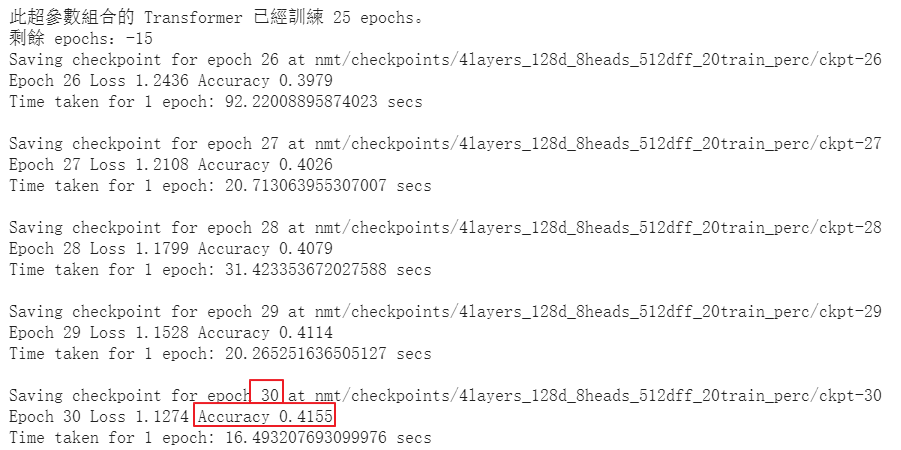 此超參數組合的 Transformer 已經訓練 25 epochs。
剩餘 epochs：-15
Saving checkpoint for epoch 26 at nmt/checkpoints/4layers_128d_8heads_512dff_20train_perc/ckpt-26
Epoch 26 Loss 1.2436 Accuracy 0.3979
Time taken for 1 epoch: 92.22008895874023 secs
Saving checkpoint for epoch 27 at nmt/checkpoints/4layers_128d_8heads_512dff_20train_perc/ckpt-27
Epoch 27 Loss 1.2108 Accuracy 0.4026
Time taken for 1 epoch: 20.713063955307007 secs
Saving checkpoint for epoch 28 at nmt/checkpoints/4layers_128d_8heads_512dff_20train_perc/ckpt-28
Epoch 28 Loss 1.1799 Accuracy 0.4079
Time taken for 1 epoch: 31.423353672027588 secs
Saving checkpoint for epoch 29 at nmt/checkpoints/4layers_128d_8heads_512dff_20train_perc/ckpt-29
Epoch 29 Loss 1.1528 Accuracy 0.4114
Time taken for 1 epoch: 20.265251636505127 secs
Saving checkpoint for epoch 30 at nmt/checkpoints/4layers_128d_8heads_512dff_20train_perc/ckpt-30
Epoch 30 Loss 1.1274 Accuracy 0.4155
Time taken for 1 epoch: 16.493207693099976 secs